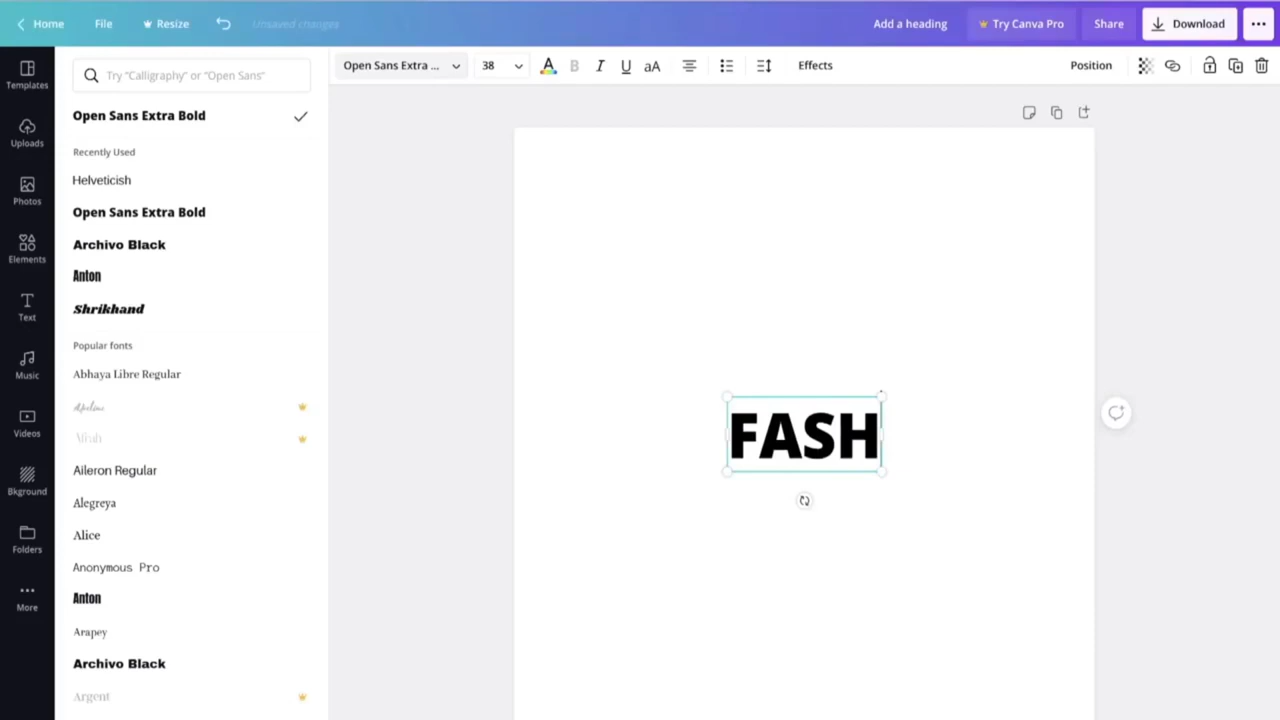 Home File Resize Unsaved changes Add a heading Try Canva Pro Share Download
Open Sans Extra ... 38 A B I U aA Effects Position
Templates
Uploads
Photos
Elements
Text
Music
Videos
Bkground
Folders
More
Try "Calligraphy" or "Open Sans"
Open Sans Extra Bold
Recently Used
Helveticish
Open Sans Extra Bold
Archivo Black
Anton
Shrikhand
Popular fonts
Abhaya Libre Regular
Aileron Regular
Alegreya
Alice
Anonymous Pro
Anton
Arapey
Archivo Black
Argent
FASH